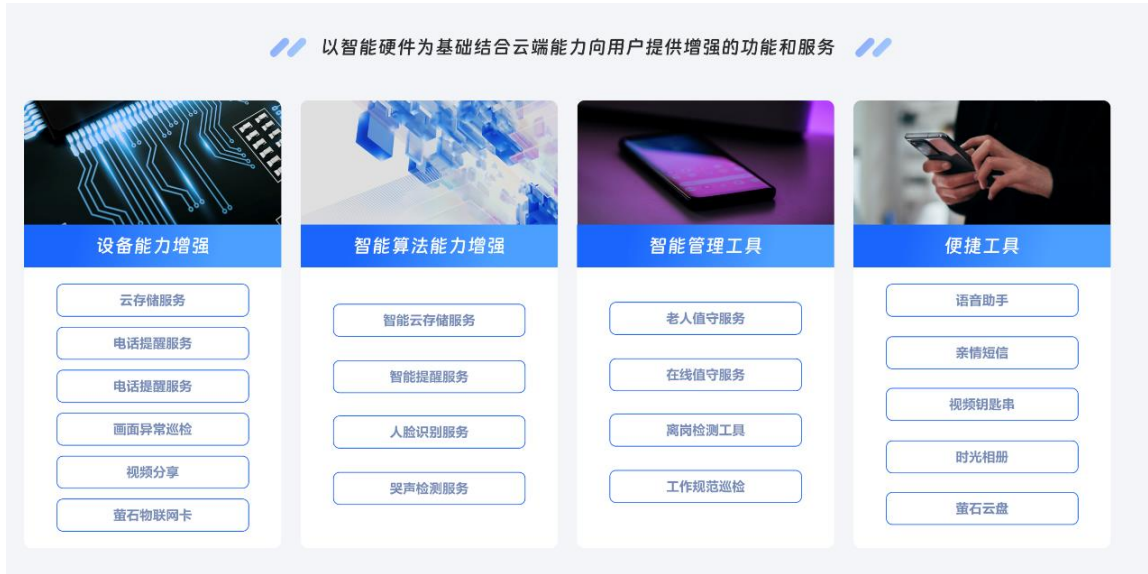 以智能硬件为基础结合云端能力向用户提供增强的功能和服务
设备能力增强
云存储服务
电话提醒服务
电话提醒服务
画面异常巡检
视频分享
萤石物联网卡
智能算法能力增强
智能云存储服务
智能提醒服务
人脸识别服务
哭声检测服务
智能管理工具
老人值守服务
在线值守服务
离岗检测工具
工作规范巡检
便捷工具
语音助手
亲情短信
视频钥匙串
时光相册
萤石云盘